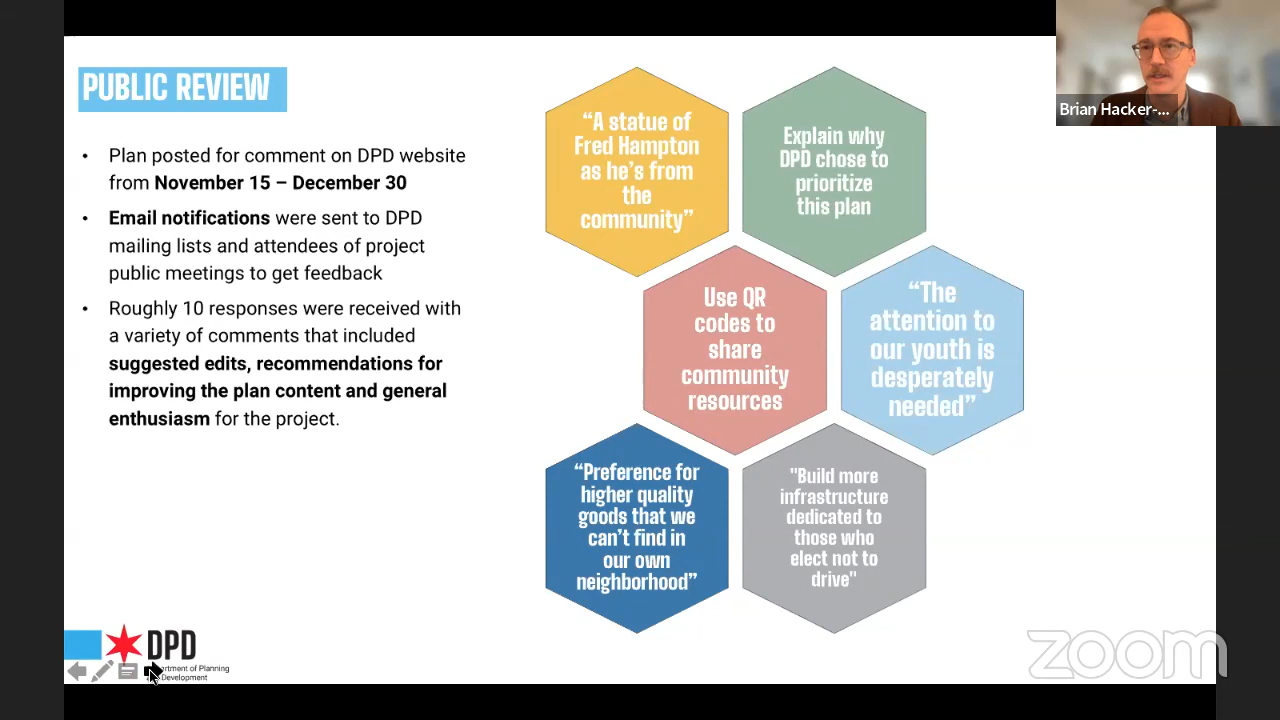 PUBLIC REVIEW
• Plan posted for comment on DPD website
from November 15 – December 30
• Email notifications were sent to DPD
mailing lists and attendees of project
public meetings to get feedback
• Roughly 10 responses were received with
a variety of comments that included
suggested edits, recommendations for
improving the plan content and general
enthusiasm for the project.
“A statue of
Fred Hampton
as he’s from
the
community”
Explain why
DPD chose to
prioritize
this plan
Use QR
codes to
share
community
resources
“The
attention to
our youth is
desperately
needed”
“Preference for
higher quality
goods that we
can’t find in
our own
neighborhood”
"Build more
infrastructure
dedicated to
those who
elect not to
drive"
Brian Hacker-...
DPD
of Planning
Development
zoom